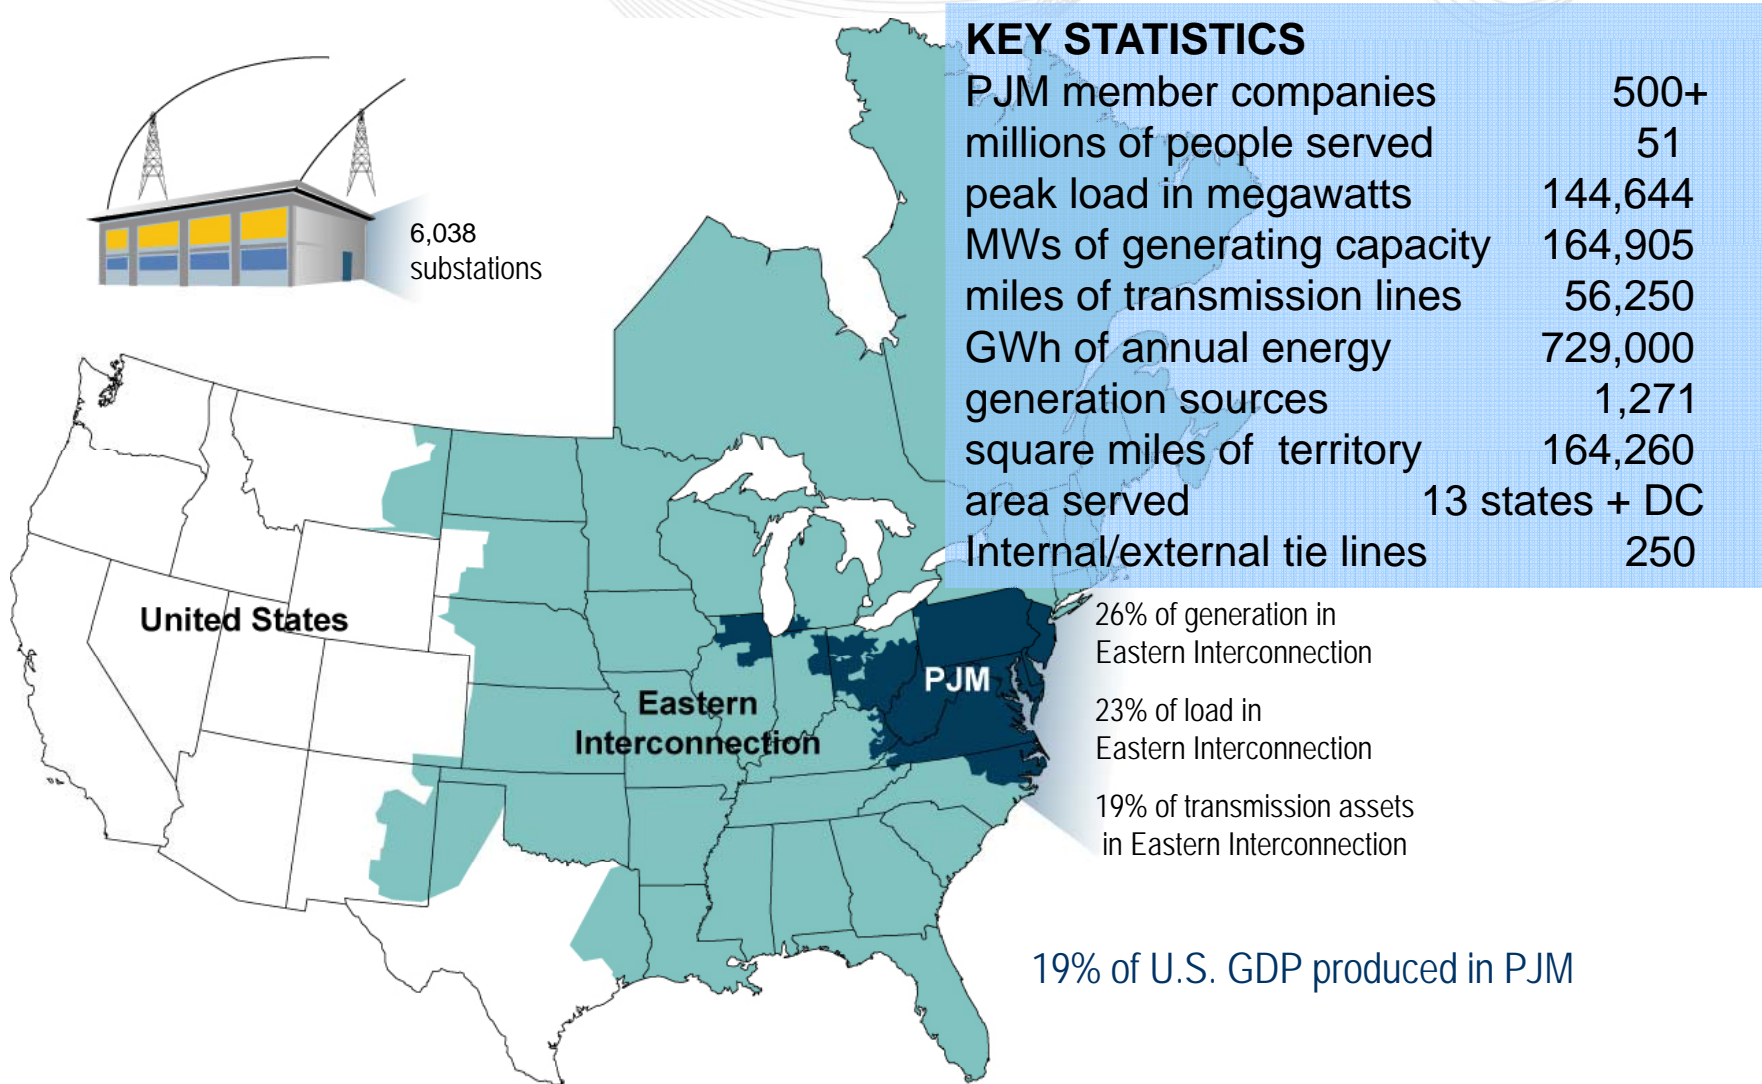 KEY STATISTICS
PJM member companies 500+
millions of people served 51
peak load in megawatts 144,644
MWs of generating capacity 164,905
miles of transmission lines 56,250
GWh of annual energy 729,000
generation sources 1,271
square miles of territory 164,260
area served 13 states + DC
Internal/external tie lines 250
6,038
substations
United States
Eastern
Interconnection
PJM
26% of generation in
Eastern Interconnection
23% of load in
Eastern Interconnection
19% of transmission assets
in Eastern Interconnection
19% of U.S. GDP produced in PJM